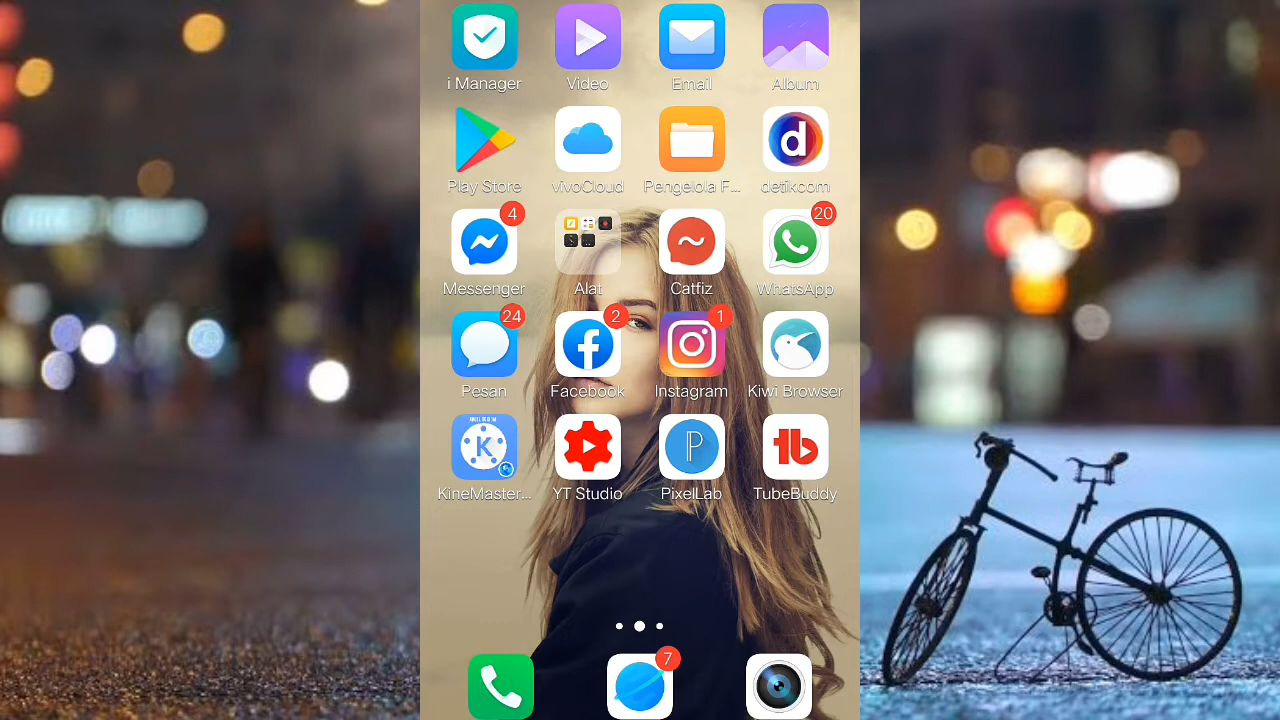 i Manager
Video
Email
Album
Play Store
vivoCloud
Pengelola F...
d
detikcom
4
20
Messenger
Alat
Catfiz
WhatsApp
24
2
1
Pesan
Facebook
Instagram
Kiwi Browser
K
P
tb
KineMaster...
YT Studio
PixelLab
TubeBuddy
7